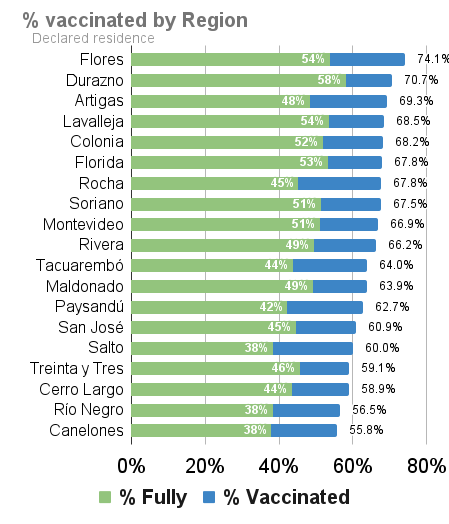 % vaccinated by Region
Declared residence
Flores 54% 74.1%
Durazno 58% 70.7%
Artigas 48% 69.3%
Lavalleja 54% 68.5%
Colonia 52% 68.2%
Florida 53% 67.8%
Rocha 45% 67.8%
Soriano 51% 67.5%
Montevideo 51% 66.9%
Rivera 49% 66.2%
Tacuarembó 44% 64.0%
Maldonado 49% 63.9%
Paysandú 42% 62.7%
San José 45% 60.9%
Salto 38% 60.0%
Treinta y Tres 46% 59.1%
Cerro Largo 44% 58.9%
Río Negro 38% 56.5%
Canelones 38% 55.8%
0% 20% 40% 60% 80%
% Fully % Vaccinated